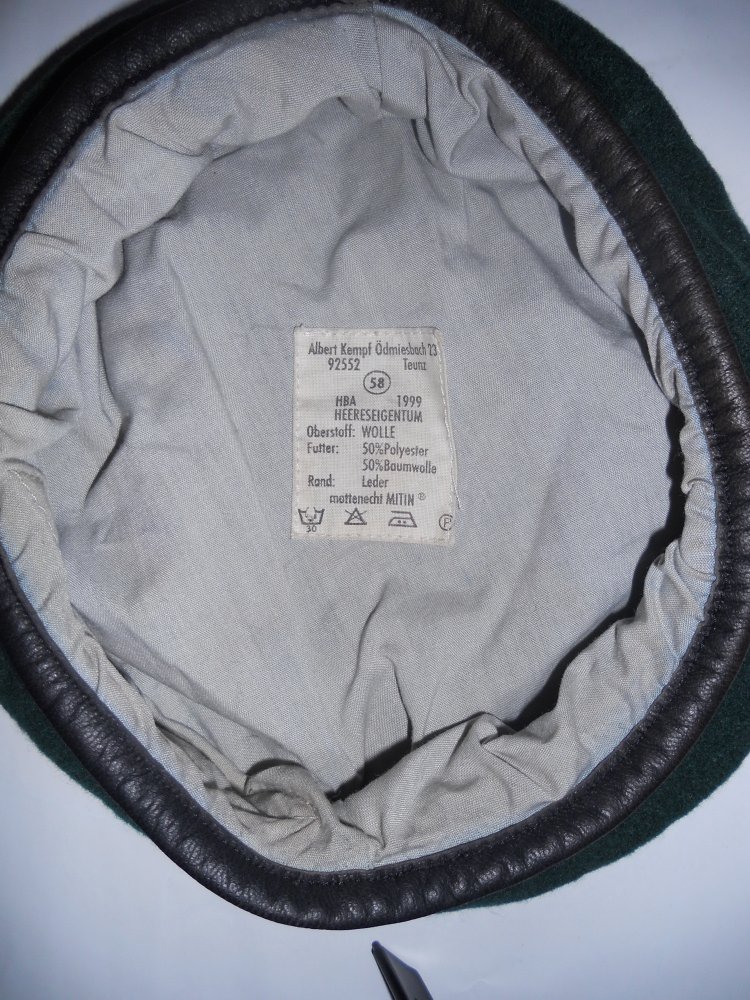 Albert Kempf Ödmiesbach 23
92552 Teunz
58
HBA 1999
HEERESEIGENTUM
Oberstoff: WOLLE
Futter: 50%Polyester
50%Baumwolle
Rand: Leder
mottenecht MITIN ®
30 P